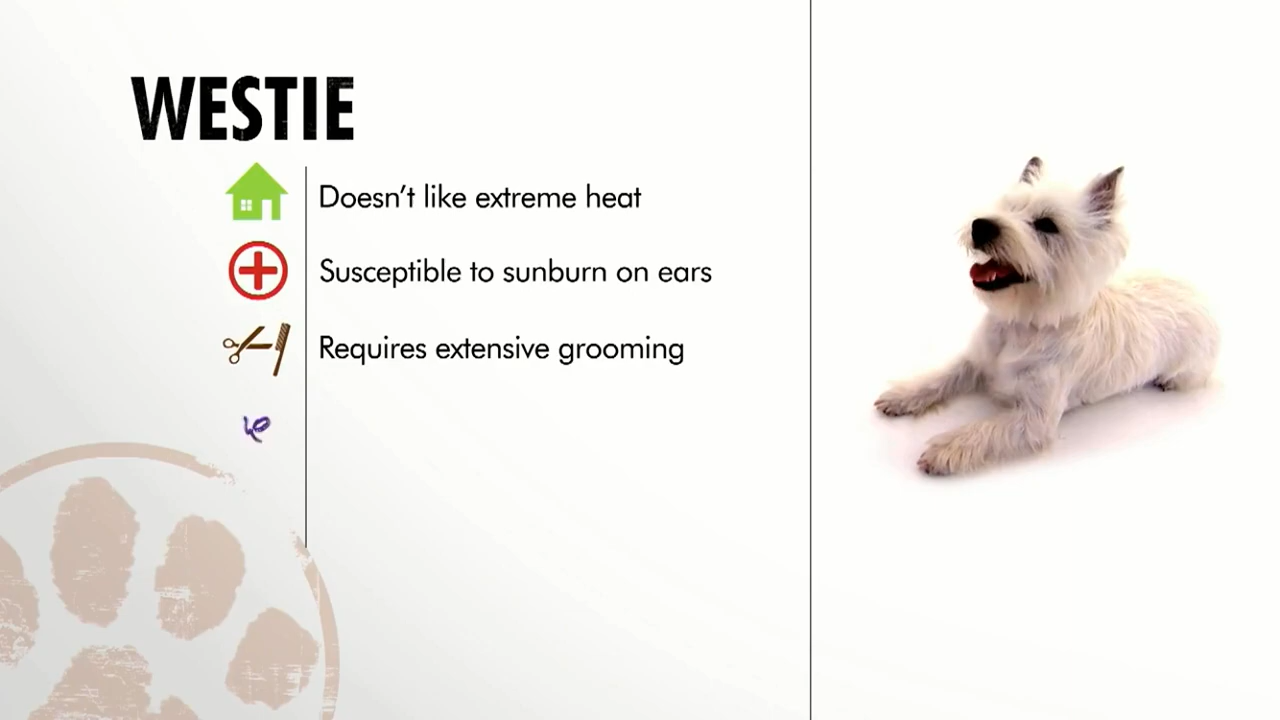 WESTIE
Doesn't like extreme heat
Susceptible to sunburn on ears
Requires extensive grooming